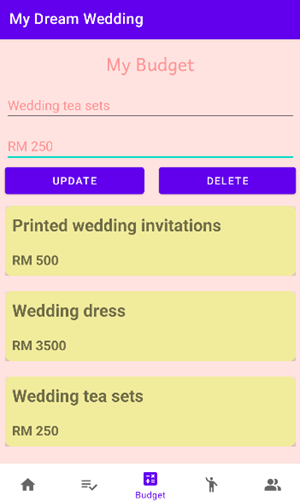 My Dream Wedding
My Budget
Wedding tea sets
RM 250
UPDATE
DELETE
Printed wedding invitations
RM 500
Wedding dress
RM 3500
Wedding tea sets
RM 250
Budget